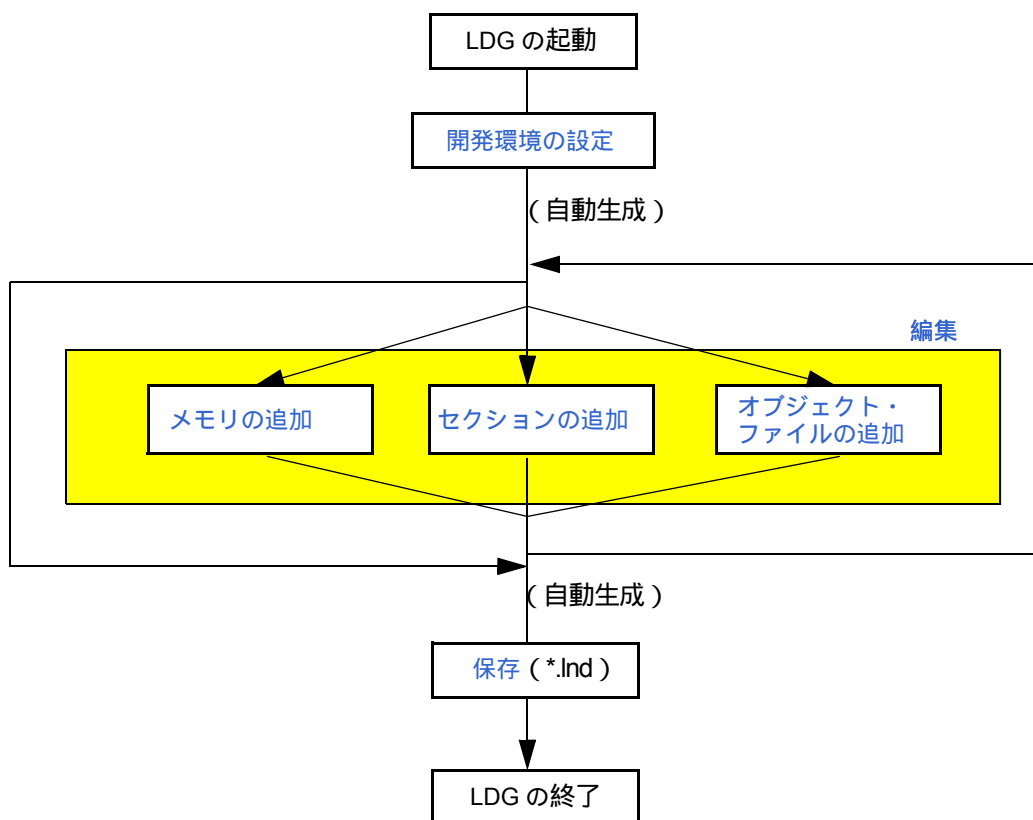 LDG の起動
開発環境の設定
（自動生成）
編集
メモリの追加
セクションの追加
オブジェクト・
ファイルの追加
（自動生成）
保存（*.lnd）
LDG の終了